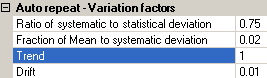 Auto repeat - Variation factors
Ratio of systematic to statistical deviation 0.75
Fraction of Mean to systematic deviation 0.02
Trend 1
Drift 0.01